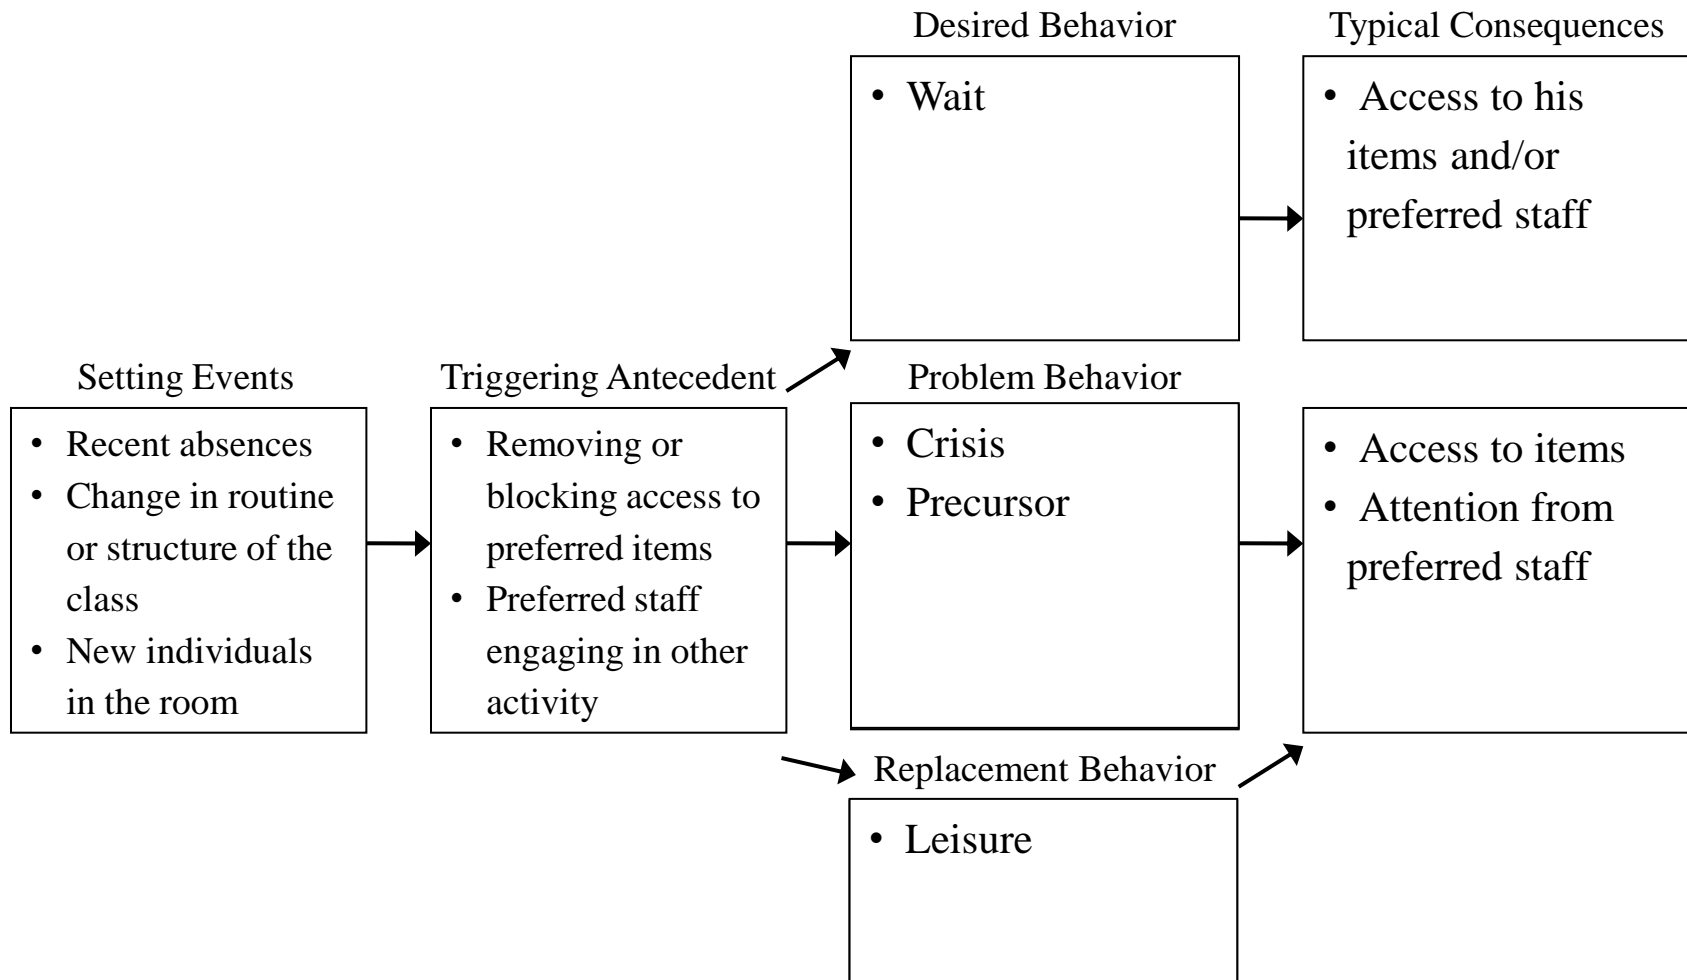 Desired Behavior
Typical Consequences
• Wait
• Access to his
items and/or
preferred staff
Setting Events
Triggering Antecedent
Problem Behavior
• Recent absences
• Change in routine
or structure of the
class
• New individuals
in the room
• Removing or
blocking access to
preferred items
• Preferred staff
engaging in other
activity
• Crisis
• Precursor
• Access to items
• Attention from
preferred staff
Replacement Behavior
• Leisure